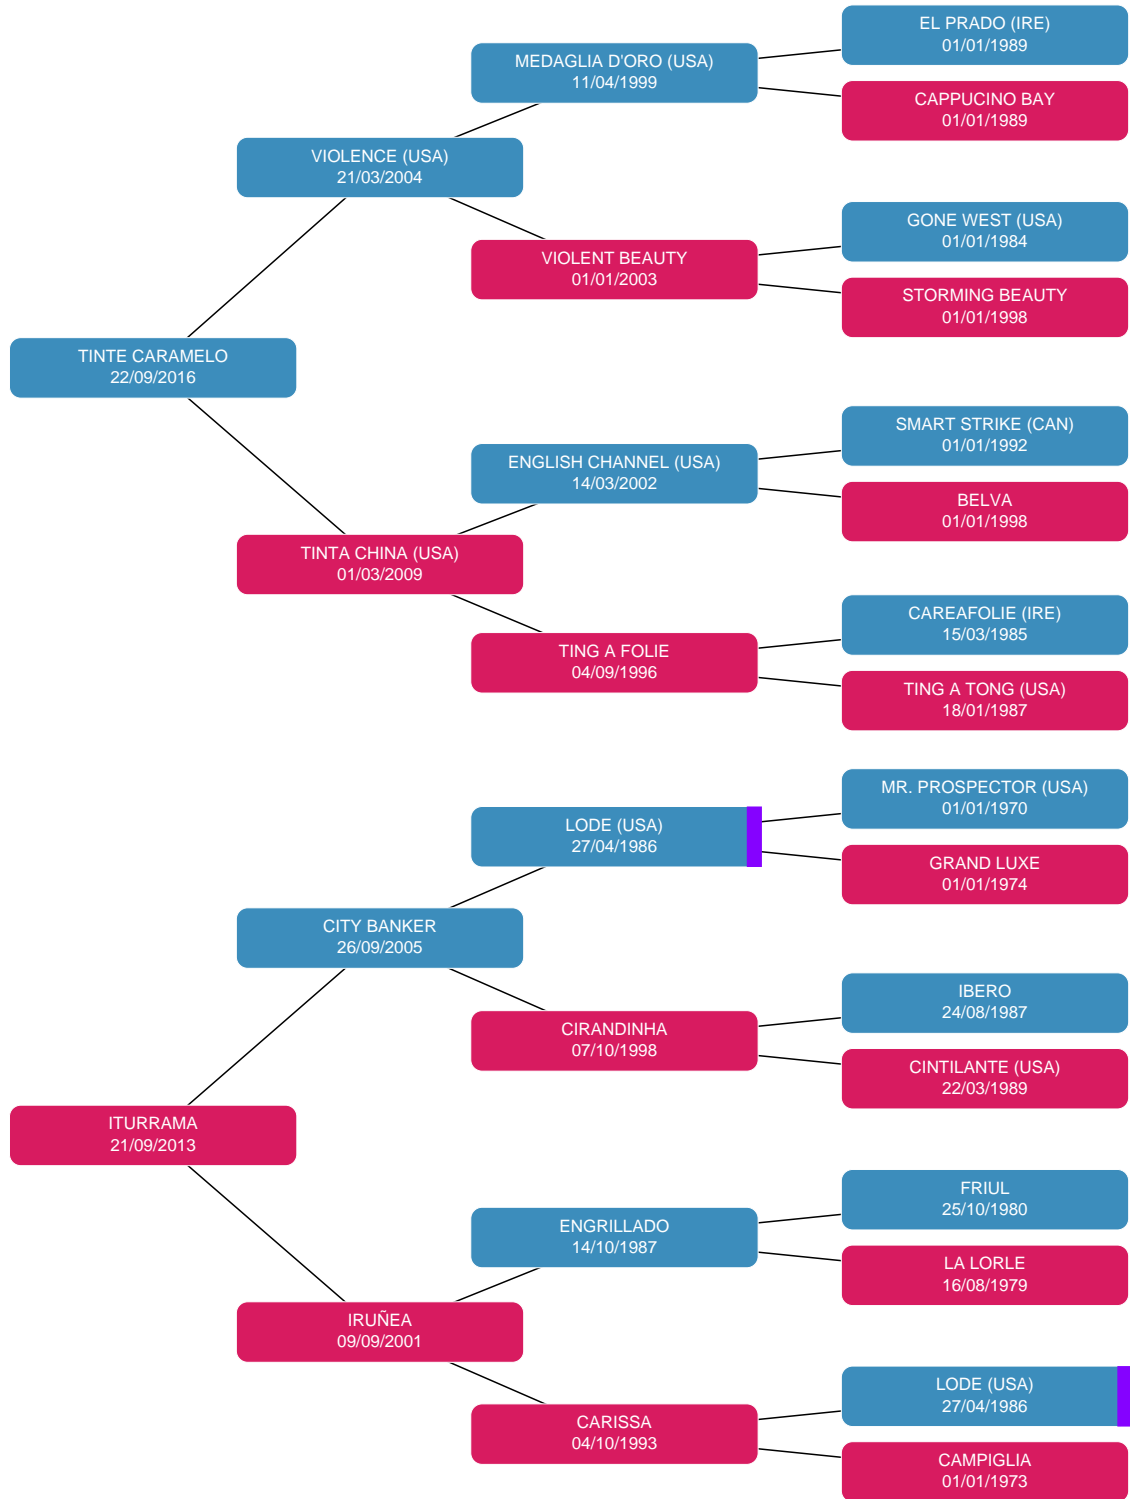 EL PRADO (IRE)
01/01/1989
MEDAGLIA D'ORO (USA)
11/04/1999
CAPPUCINO BAY
01/01/1989
VIOLENCE (USA)
21/03/2004
GONE WEST (USA)
01/01/1984
VIOLENT BEAUTY
01/01/2003
STORMING BEAUTY
01/01/1998
TINTE CARAMELO
22/09/2016
SMART STRIKE (CAN)
01/01/1992
ENGLISH CHANNEL (USA)
14/03/2002
BELVA
01/01/1998
TINTA CHINA (USA)
01/03/2009
CAREAFOLIE (IRE)
15/03/1985
TING A FOLIE
04/09/1996
TING A TONG (USA)
18/01/1987
MR. PROSPECTOR (USA)
01/01/1970
LODE (USA)
27/04/1986
GRAND LUXE
01/01/1974
CITY BANKER
26/09/2005
IBERO
24/08/1987
CIRANDINHA
07/10/1998
CINTILANTE (USA)
22/03/1989
ITURRAMA
21/09/2013
FRIUL
25/10/1980
ENGRILLADO
14/10/1987
LA LORLE
16/08/1979
IRUÑEA
09/09/2001
LODE (USA)
27/04/1986
CARISSA
04/10/1993
CAMPIGLIA
01/01/1973